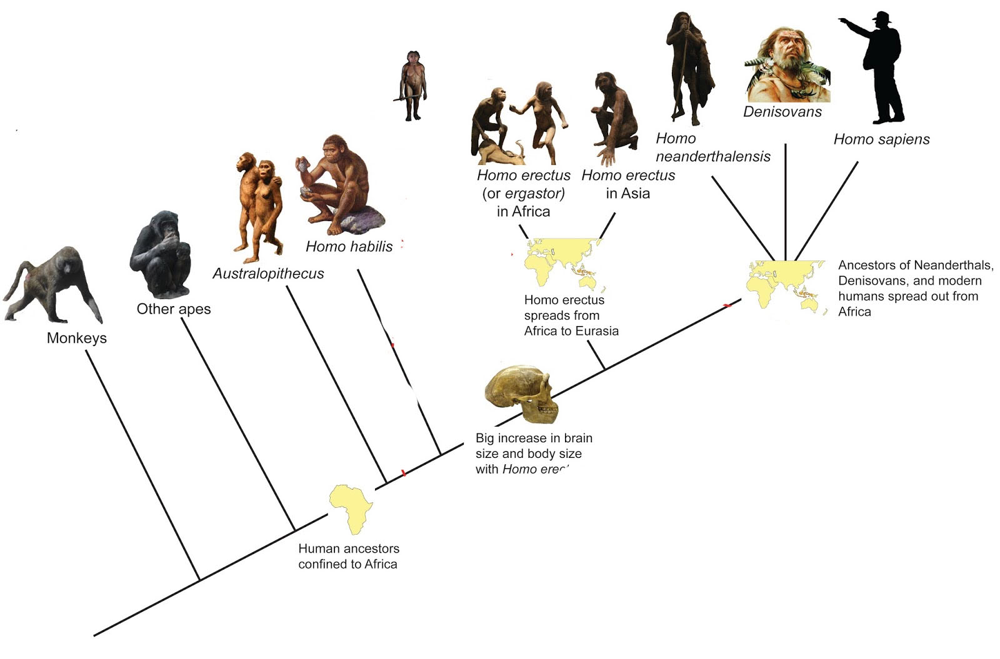 Denisovans
Homo
neanderthalensis
Homo sapiens
Homo erectus
(or ergastor)
in Africa
Homo erectus
in Asia
Homo habilis
Australopithecus
Other apes
Monkeys
Ancestors of Neanderthals,
Denisovans, and modern
humans spread out from
Africa
Homo erectus
spreads from
Africa to Eurasia
Big increase in brain
size and body size
with Homo erec
Human ancestors
confined to Africa